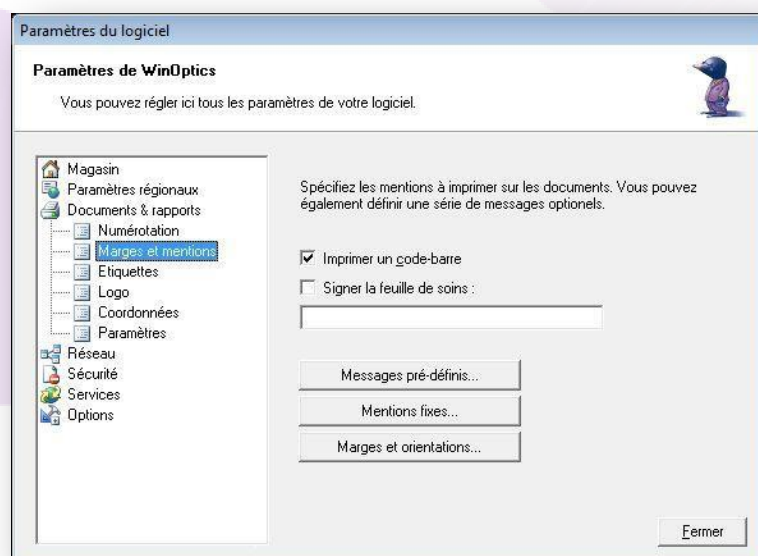 Paramètres du logiciel
Paramètres de WinOptics
Vous pouvez régler ici tous les paramètres de votre logiciel.
Magasin
Paramètres régionaux
Documents & rapports
Numérotation
Marges et mentions
Etiquettes
Logo
Coordonnées
Paramètres
Réseau
Sécurité
Services
Options
Spécifiez les mentions à imprimer sur les documents. Vous pouvez
également définir une série de messages optionels.
Imprimer un code-barre
Signer la feuille de soins :
Messages pré-définis...
Mentions fixes...
Marges et orientations...
Fermer